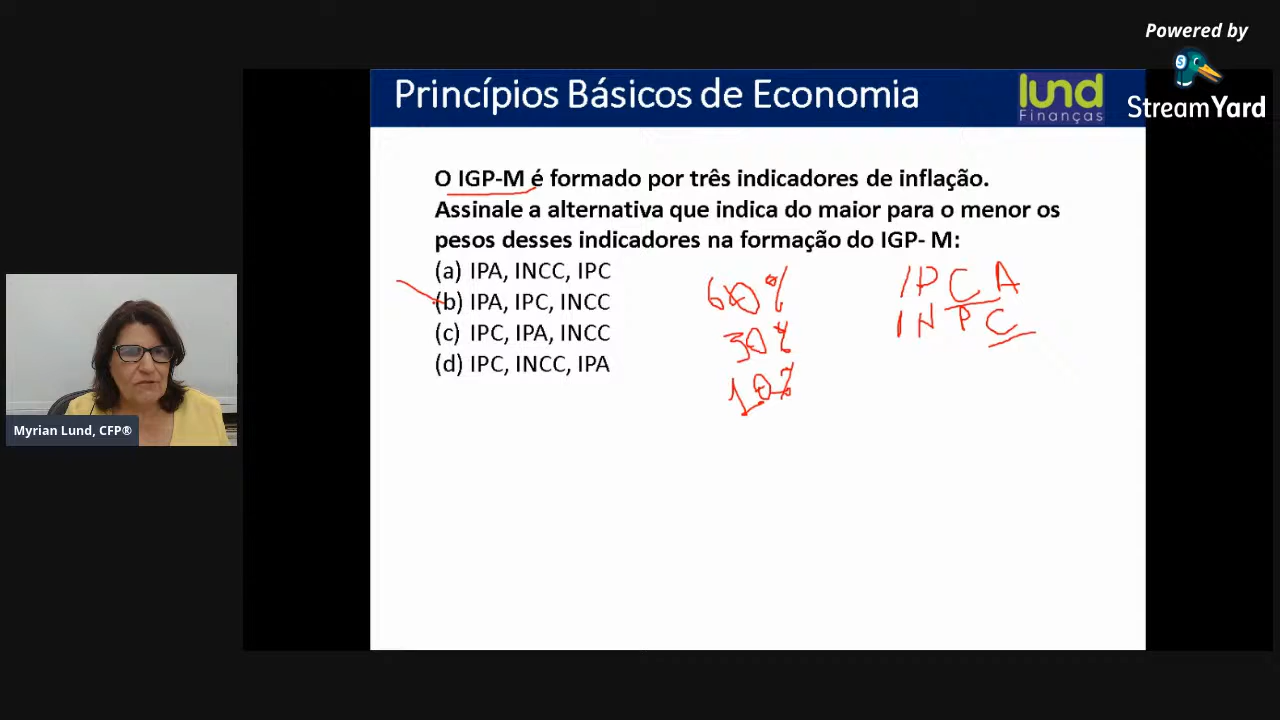 Powered by
StreamYard
Princípios Básicos de Economia
lund
Finanças
O IGP-M é formado por três indicadores de inflação.
Assinale a alternativa que indica do maior para o menor os
pesos desses indicadores na formação do IGP- M:
(a) IPA, INCC, IPC
(b) IPA, IPC, INCC
(c) IPC, IPA, INCC
(d) IPC, INCC, IPA
60%
30%
10%
IPCA
INPC
Myrian Lund, CFP®